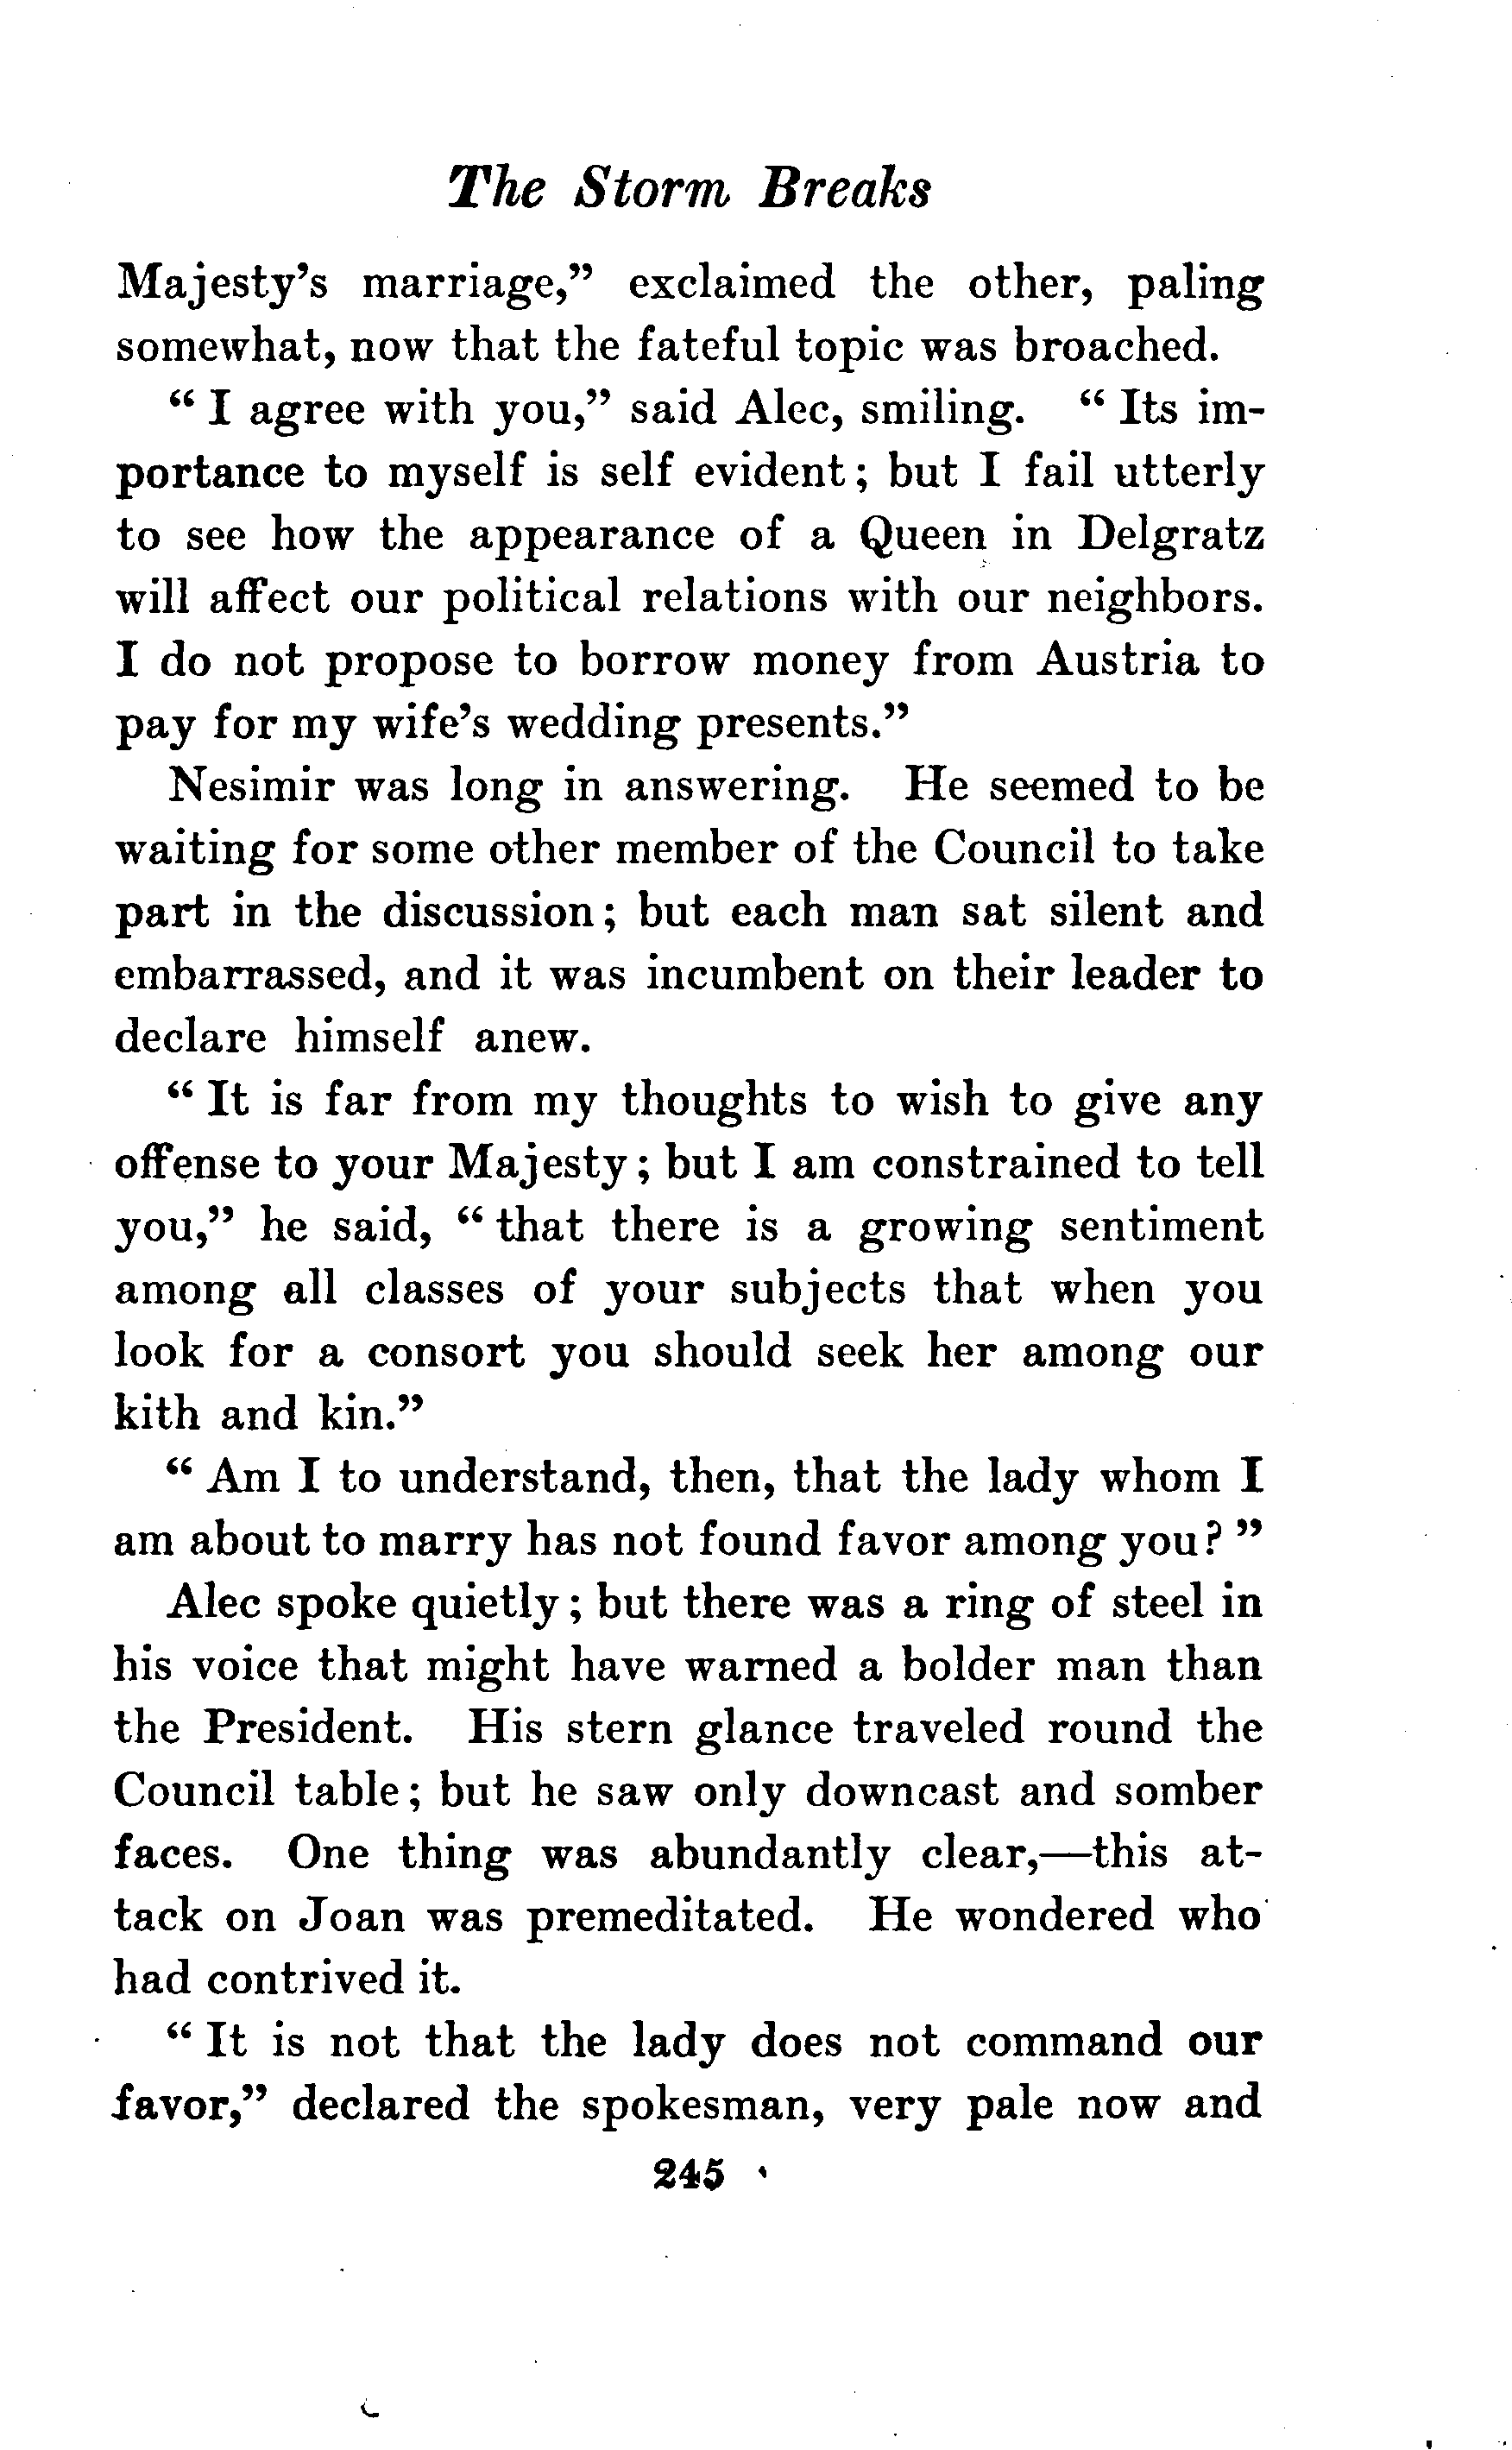 The Storm Breaks
Majesty's marriage,” exclaimed the other, paling
somewhat, now that the fateful topic was broached.
“ I agree with you,” said Alec, smiling. “ Its im-
portance to myself is self evident; but I fail utterly
to see how the appearance of a Queen in Delgratz
will affect our political relations with our neighbors.
I do not propose to borrow money from Austria to
pay for my wife's wedding presents.”
Nesimir was long in answering. He seemed to be
waiting for some other member of the Council to take
part in the discussion; but each man sat silent and
embarrassed, and it was incumbent on their leader to
declare himself anew.
“ It is far from my thoughts to wish to give any
offense to your Majesty; but I am constrained to tell
you,” he said, “ that there is a growing sentiment
among all classes of your subjects that when you
look for a consort you should seek her among our
kith and kin.”
“ Am I to understand, then, that the lady whom I
am about to marry has not found favor among you? ”
Alec spoke quietly; but there was a ring of steel in
his voice that might have warned a bolder man than
the President. His stern glance traveled round the
Council table; but he saw only downcast and somber
faces. One thing was abundantly clear,—this at-
tack on Joan was premeditated. He wondered who
had contrived it.
“ It is not that the lady does not command our
favor,” declared the spokesman, very pale now and
245